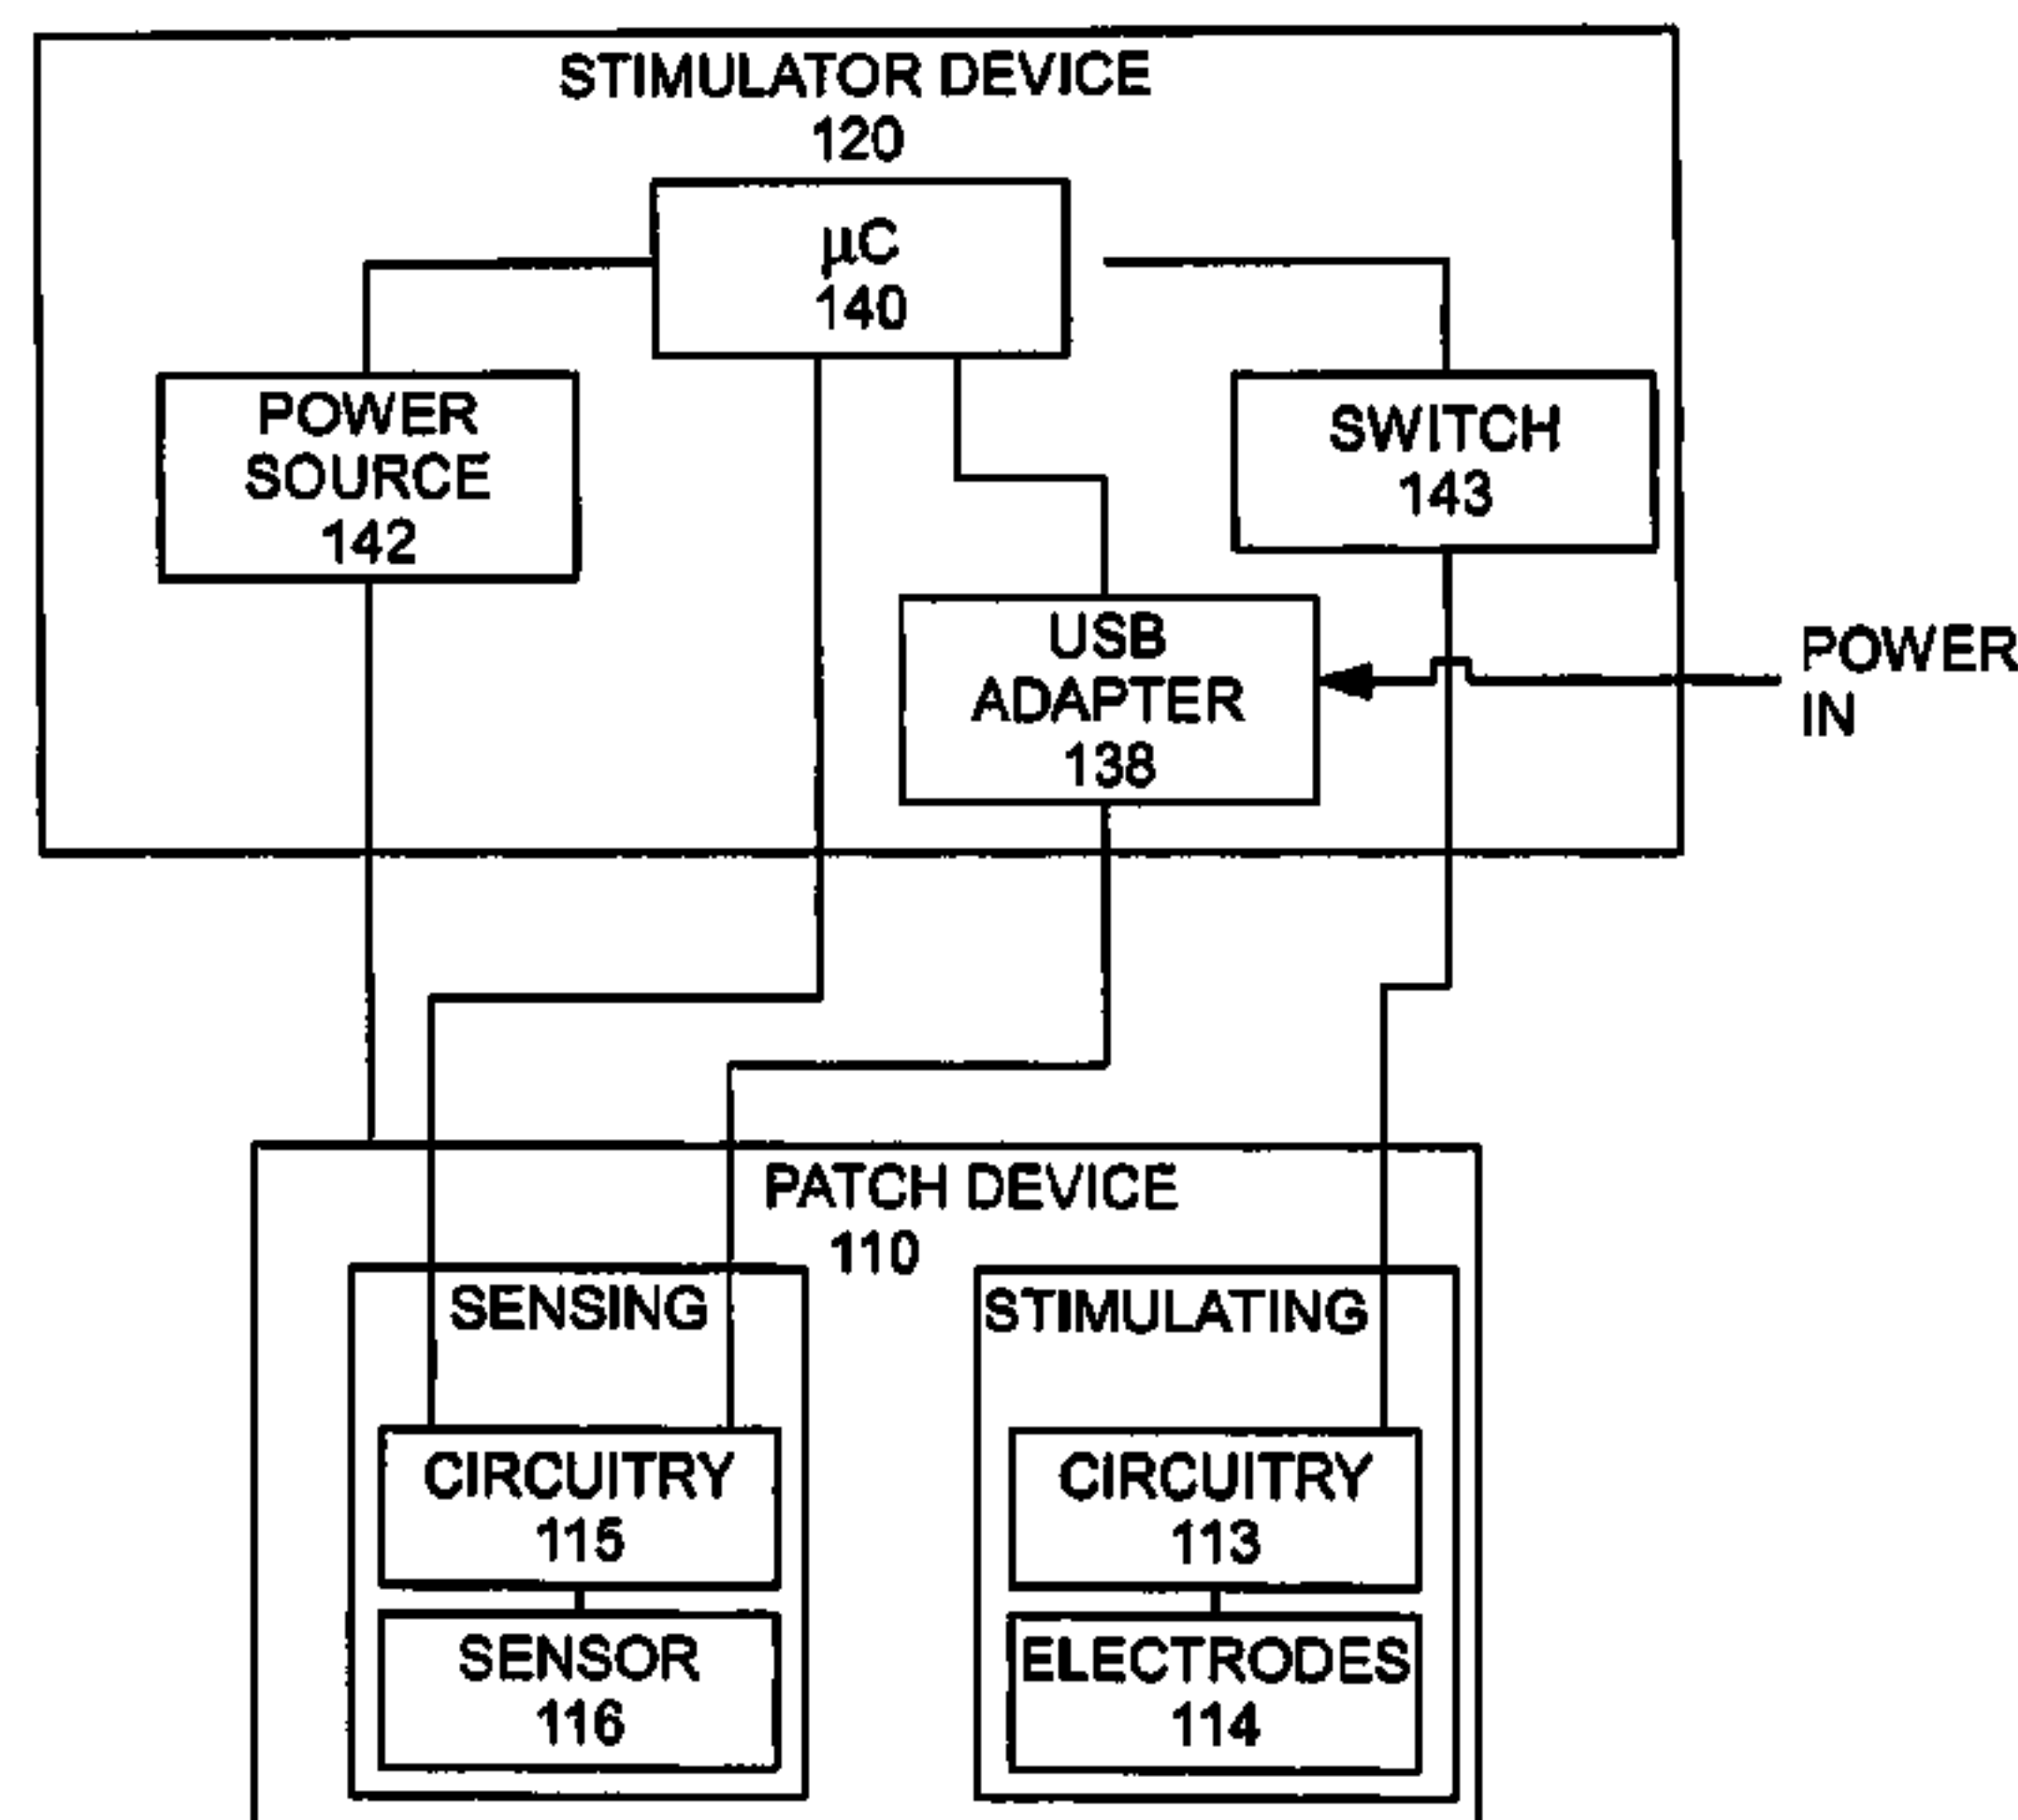 STIMULATOR DEVICE
120
µC
140
POWER
SOURCE
142
SWITCH
143
USB
ADAPTER
138
POWER
IN
PATCH DEVICE
110
SENSING
CIRCUITRY
115
SENSOR
116
STIMULATING
CIRCUITRY
113
ELECTRODES
114